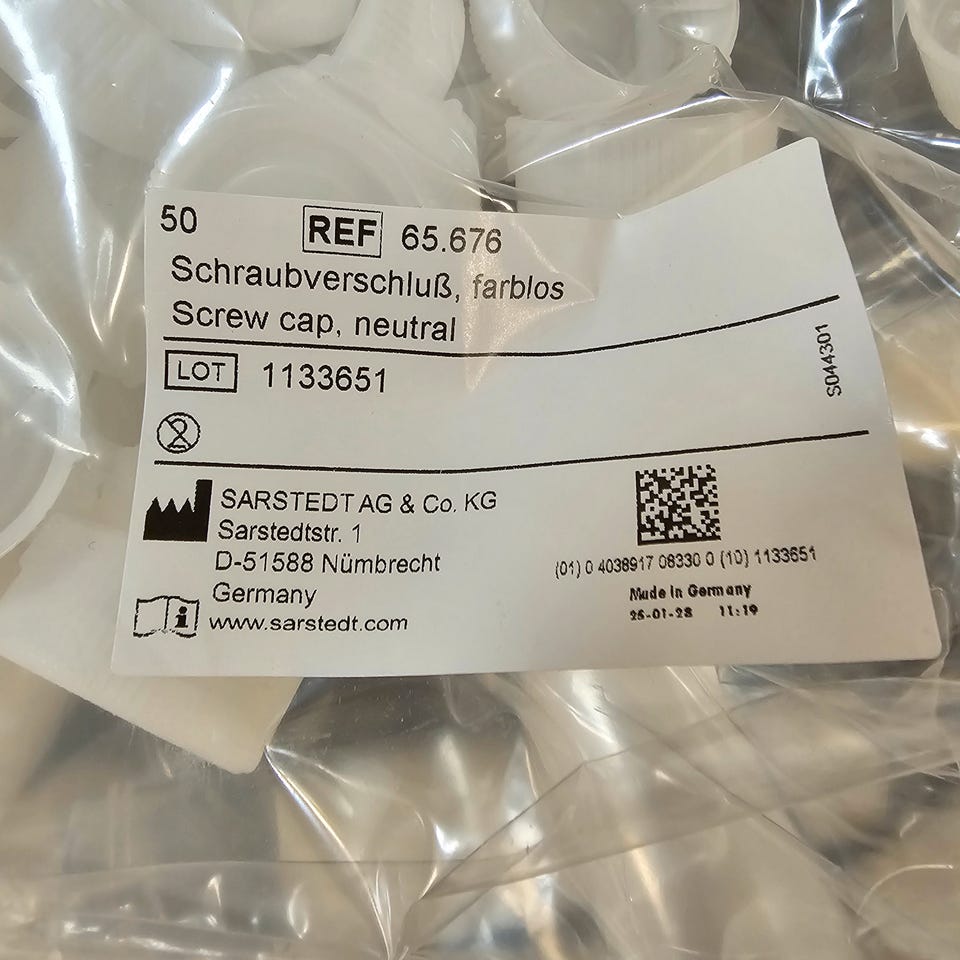 50 REF 65.676
Schraubverschluß, farblos
Screw cap, neutral
LOT 1133651
S044301
2
SARSTEDT AG & Co. KG
Sarstedtstr. 1
D-51588 Nümbrecht
Germany
www.sarstedt.com
(01) 0 4038917 08330 0 (10) 1133651
Made in Germany
25-01-28 11:19